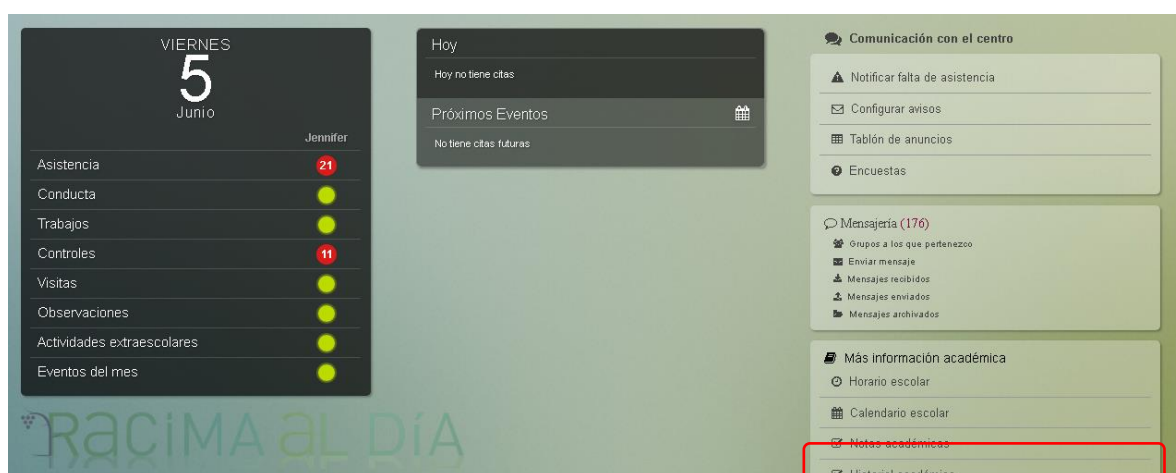 VIERNES
5
Junio
Jennifer
Asistencia 21
Conducta
Trabajos
Controles 11
Visitas
Observaciones
Actividades extraescolares
Eventos del mes
RACIMA AL DÍA
Hoy
Hoy no tiene citas
Próximos Eventos
No tiene citas futuras
Comunicación con el centro
Notificar falta de asistencia
Configurar avisos
Tablón de anuncios
Encuestas
Mensajería (176)
Grupos a los que pertenezco
Enviar mensaje
Mensajes recibidos
Mensajes enviados
Mensajes archivados
Más información académica
Horario escolar
Calendario escolar
Notas académicas
Historial académico